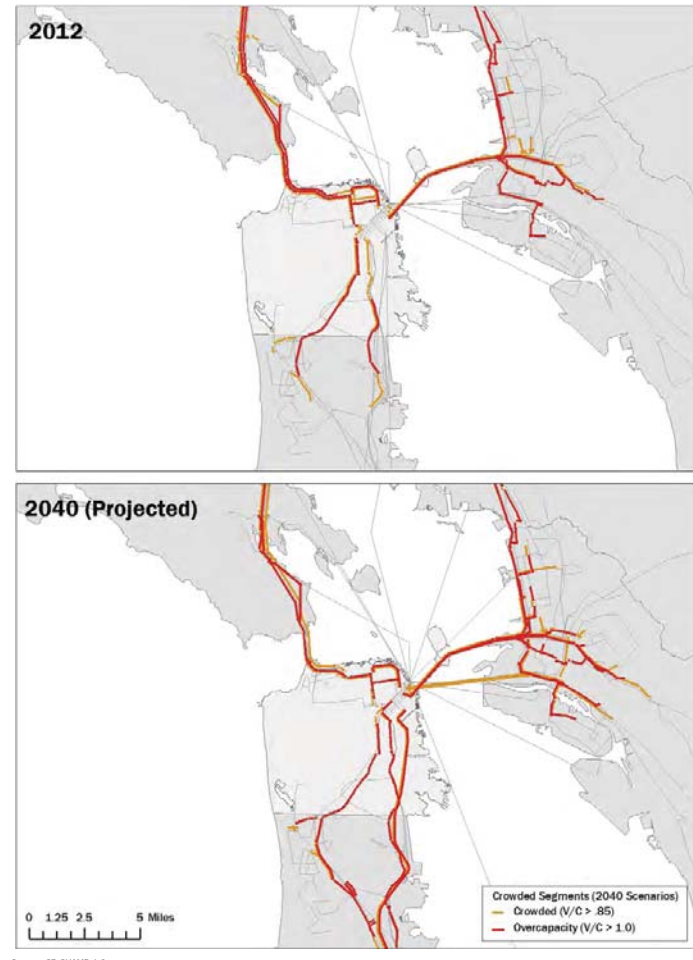 2012
2040 (Projected)
0 1.25 2.5 5 Miles
Crowded Segments (2040 Scenarios)
Crowded (V/C > .85)
Overcapacity (V/C > 1.0)